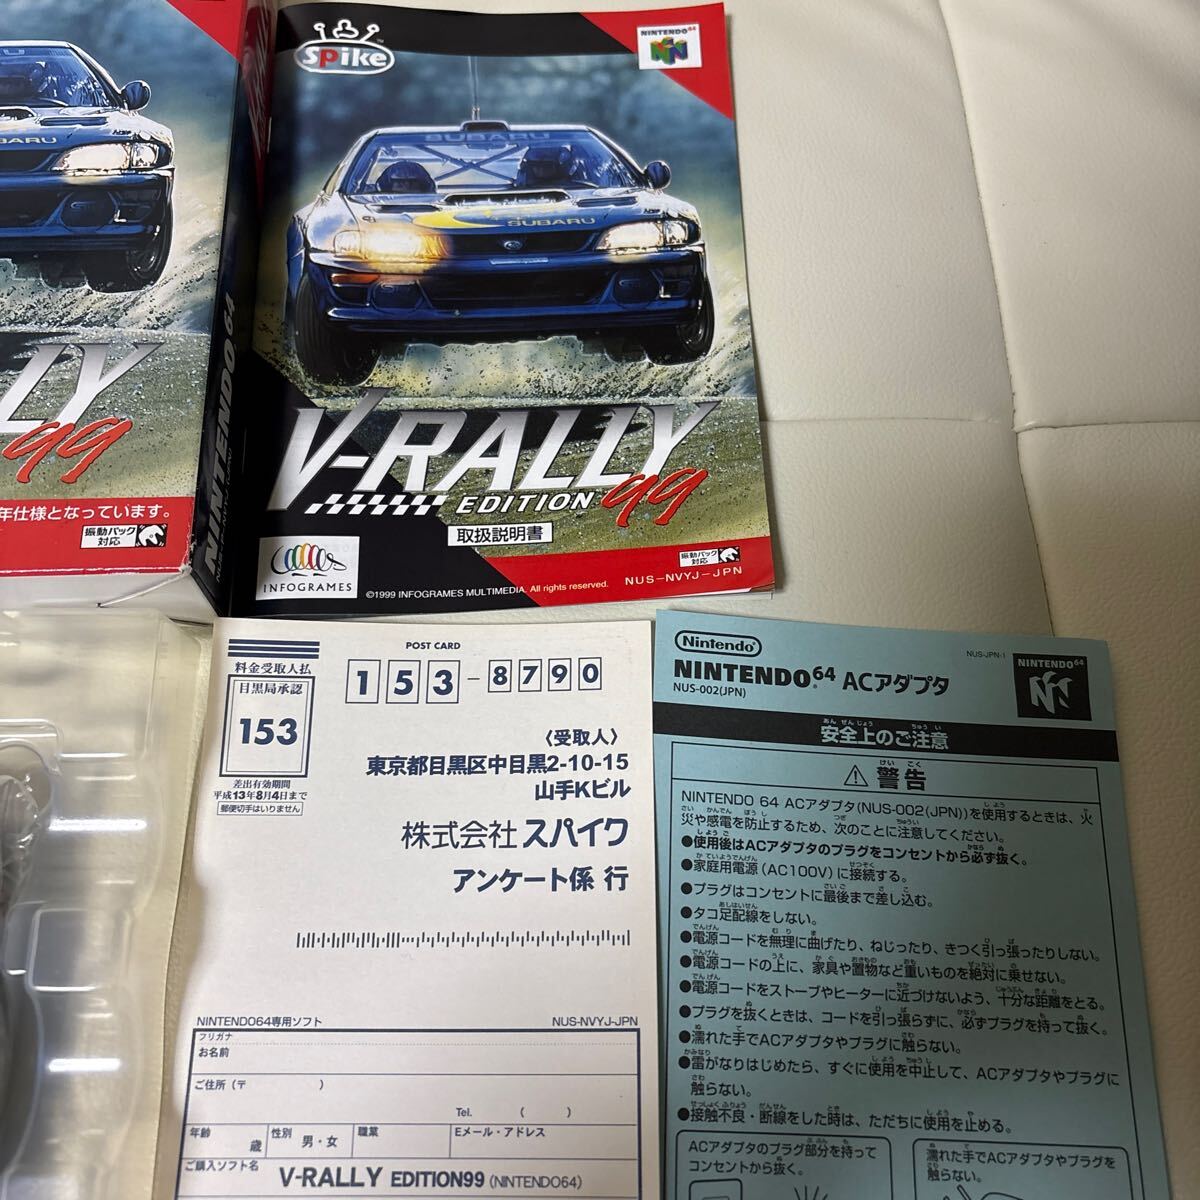 SUBARU
LY
99
年仕様となっています。
振動パック
対応
NINTENDO 64
Spike
NINTENDO 64
SUBARU
SUBARU
V-RALLY
EDITION 99
取扱説明書
INFOGRAMES
©1999 INFOGRAMES MULTIMEDIA. All rights reserved.
振動パック
対応
NUS-NVYJ-JPN
POST CARD
料金受取人払
目黒局承認
153
差出有効期間
平成13年8月4日まで
郵便切手はいりません
153-8790
〈受取人〉
東京都目黒区中目黒2-10-15
山手Kビル
株式会社 スパイク
アンケート係 行
NINTENDO64専用ソフト
NUS-NVYJ-JPN
フリガナ
お名前
ご住所（〒　　　）
Tel.　（　　）
年齢
歳
性別
男・女
職業
Eメール・アドレス
ご購入ソフト名
V-RALLY EDITION99 (NINTENDO64)
Nintendo
NUS-JPN-1
NINTENDO64 ACアダプタ
NUS-002(JPN)
NINTENDO 64
安全上のご注意
警告
NINTENDO 64 ACアダプタ(NUS-002(JPN))を使用するときは、火
災や感電を防止するため、次のことに注意してください。
●使用後はACアダプタのプラグをコンセントから必ず抜く。
●家庭用電源（AC100V）に接続する。
●プラグはコンセントに最後まで差し込む。
●タコ足配線をしない。
●電源コードを無理に曲げたり、ねじったり、きつく引っ張ったりしない。
●電源コードの上に、家具や置物など重いものを絶対に乗せない。
●電源コードをストーブやヒーターに近づけないよう、十分な距離をとる。
●プラグを抜くときは、コードを引っ張らずに、必ずプラグを持って抜く。
●濡れた手でACアダプタやプラグに触らない。
●雷がなりはじめたら、すぐに使用を中止して、ACアダプタやプラグに
触らない。
●接触不良・断線をした時は、ただちに使用を止める。
ACアダプタのプラグ部分を持って
コンセントから抜く。
濡れた手でACアダプタやプラグを
触らない。